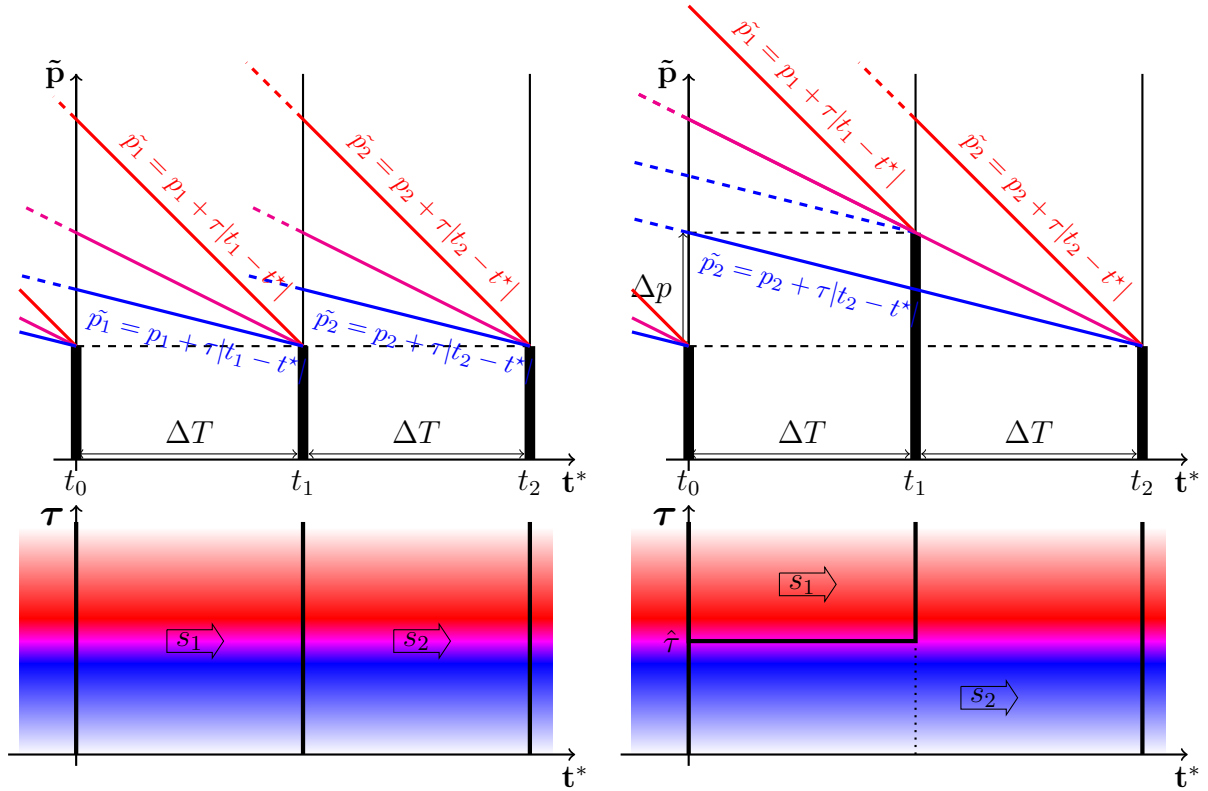 p̃
p̃₁ = p₁ + τ|t₁ − t⋆|
p̃₂ = p₂ + τ|t₂ − t⋆|
p̃₁ = p₁ + τ|t₁ − t⋆|
p̃₂ = p₂ + τ|t₂ − t⋆|
ΔT
ΔT
t₀
t₁
t₂
t*
p̃
p̃₁ = p₁ + τ|t₁ − t⋆|
p̃₂ = p₂ + τ|t₂ − t⋆|
p̃₂ = p₂ + τ|t₂ − t⋆|
Δp
ΔT
ΔT
t₀
t₁
t₂
t*
τ
s₁
s₂
t*
τ
s₁
τ̂
s₂
t*